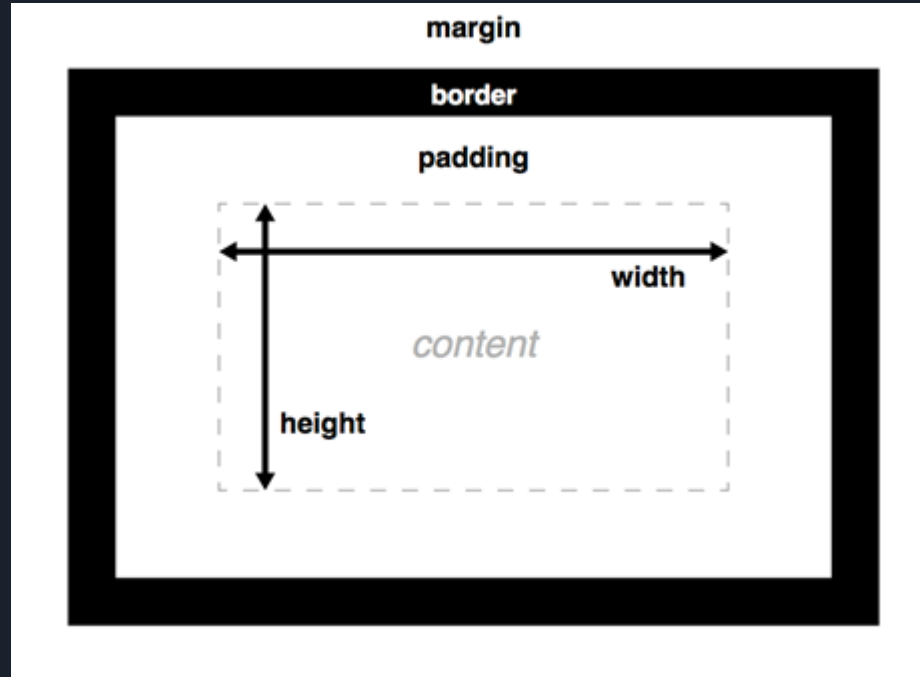 margin
border
padding
width
content
height